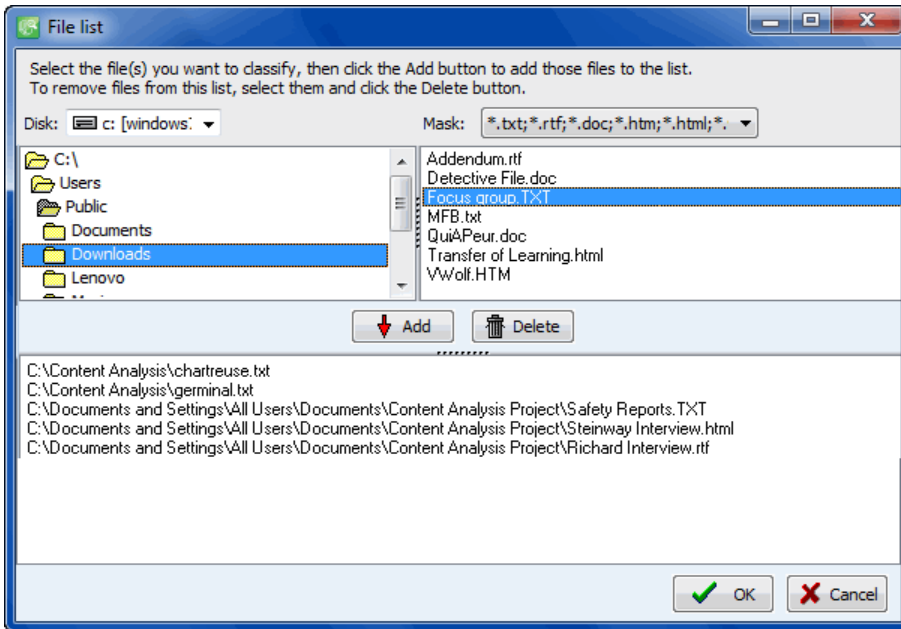 File list
Select the file(s) you want to classify, then click the Add button to add those files to the list.
To remove files from this list, select them and click the Delete button.
Disk: c: [windows]
Mask: *.txt;*.rtf;*.doc;*.htm;*.html;*.
C:\
Users
Public
Documents
Downloads
Lenovo
Addendum.rtf
Detective File.doc
Focus group.TXT
MFB.txt
QuiAPeur.doc
Transfer of Learning.html
VWolf.HTM
Add
Delete
C:\Content Analysis\chartreuse.txt
C:\Content Analysis\germinal.txt
C:\Documents and Settings\All Users\Documents\Content Analysis Project\Safety Reports.TXT
C:\Documents and Settings\All Users\Documents\Content Analysis Project\Steinway Interview.html
C:\Documents and Settings\All Users\Documents\Content Analysis Project\Richard Interview.rtf
OK
Cancel